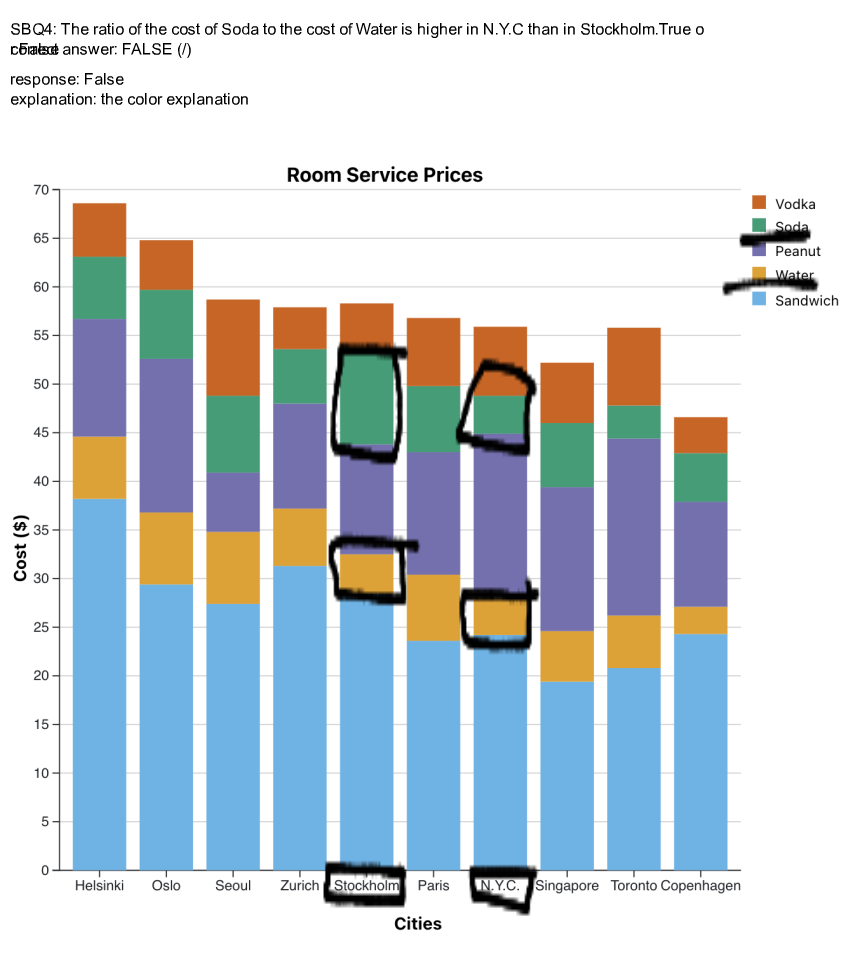 SBQ4: The ratio of the cost of Soda to the cost of Water is higher in N.Y.C than in Stockholm.True o
r False
correct answer: FALSE (/)
response: False
explanation: the color explanation
Room Service Prices
Vodka
Soda
Peanut
Water
Sandwich
70
65
60
55
50
45
40
35
30
25
20
15
10
5
0
Cost ($)
Helsinki Oslo Seoul Zurich Stockholm Paris N.Y.C. Singapore Toronto Copenhagen
Cities